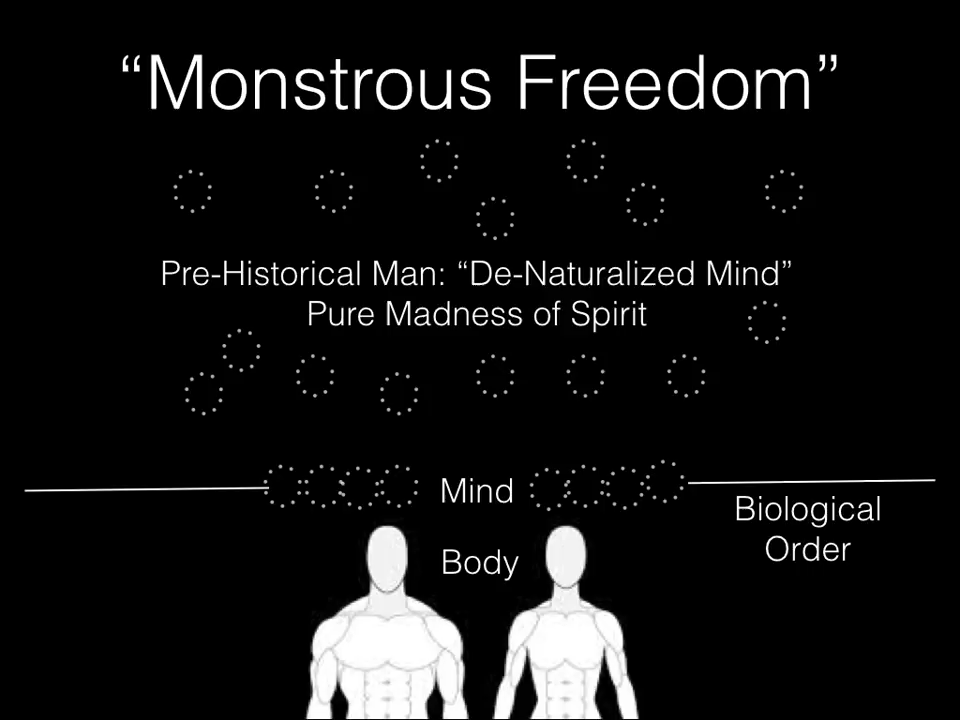 “Monstrous Freedom”
Pre-Historical Man: “De-Naturalized Mind”
Pure Madness of Spirit
Mind
Biological
Order
Body